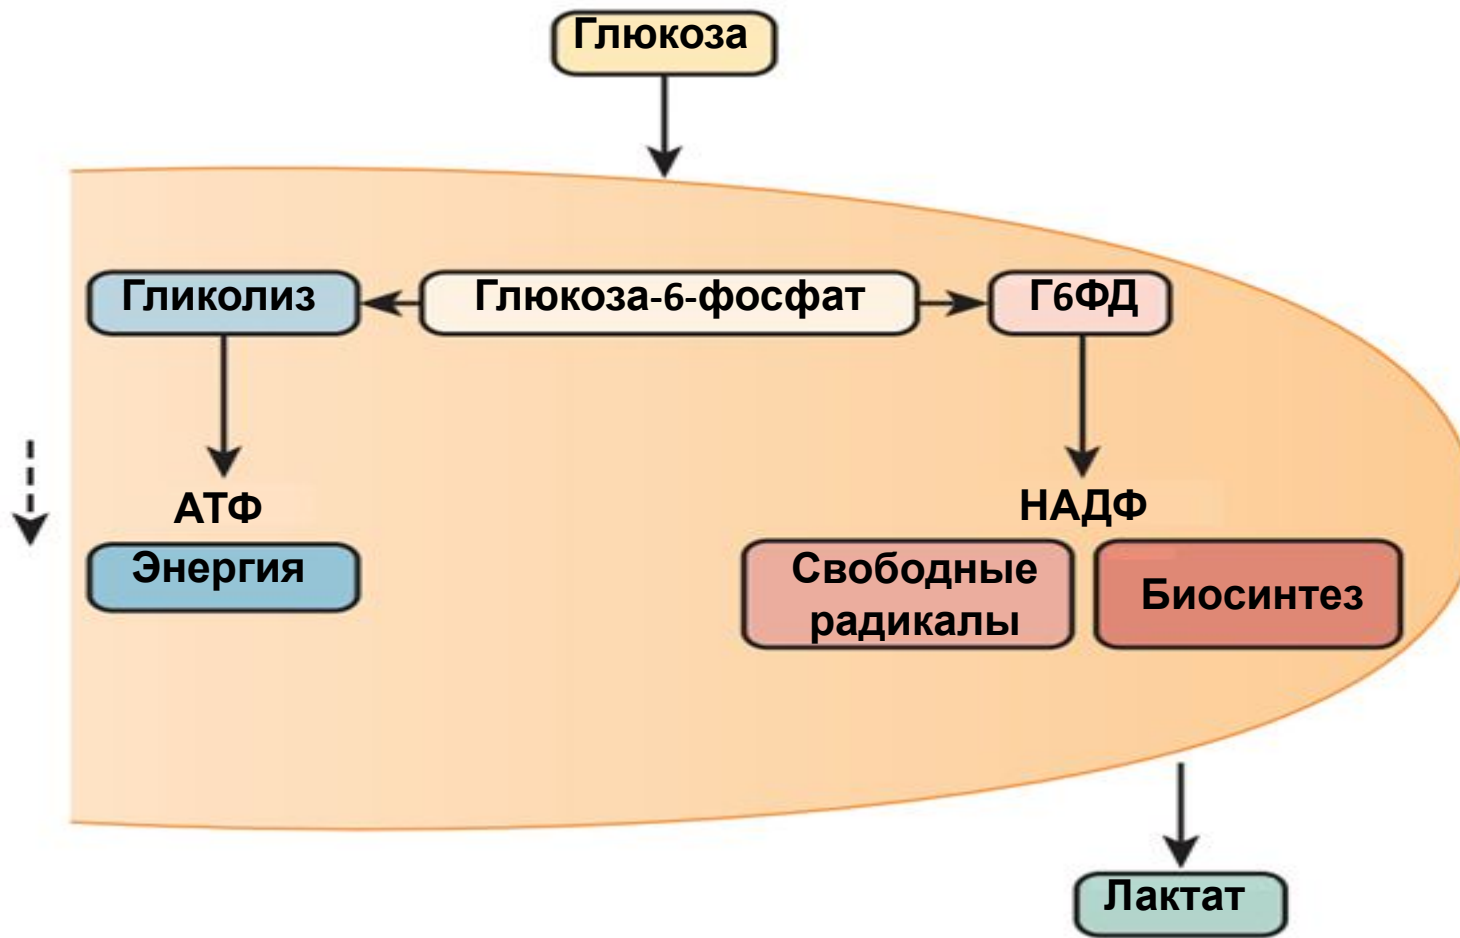 Глюкоза
Гликолиз
Глюкоза-6-фосфат
Г6ФД
АТФ
Энергия
НАДФ
Свободные
радикалы
Биосинтез
Лактат